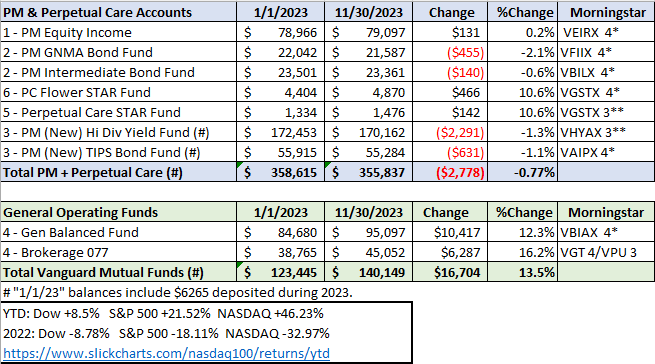 PM & Perpetual Care Accounts 1/1/2023 11/30/2023 Change %Change Morningstar
1 - PM Equity Income $ 78,966 $ 79,097 $131 0.2% VEIRX 4*
2 - PM GNMA Bond Fund $ 22,042 $ 21,587 ($455) -2.1% VFIIX 4*
2 - PM Intermediate Bond Fund $ 23,501 $ 23,361 ($140) -0.6% VBILX 4*
6 - PC Flower STAR Fund $ 4,404 $ 4,870 $466 10.6% VGSTX 4*
5 - Perpetual Care STAR Fund $ 1,334 $ 1,476 $142 10.6% VGSTX 3**
3 - PM (New) Hi Div Yield Fund (#) $ 172,453 $ 170,162 ($2,291) -1.3% VHYAX 3**
3 - PM (New) TIPS Bond Fund (#) $ 55,915 $ 55,284 ($631) -1.1% VAIPX 4*
Total PM + Perpetual Care (#) $ 358,615 $ 355,837 ($2,778) -0.77%
General Operating Funds 1/1/2023 11/30/2023 Change %Change Morningstar
4 - Gen Balanced Fund $ 84,680 $ 95,097 $10,417 12.3% VBIAX 4*
4 - Brokerage 077 $ 38,765 $ 45,052 $6,287 16.2% VGT 4/VPU 3
Total Vanguard Mutual Funds (#) $ 123,445 $ 140,149 $16,704 13.5%
# "1/1/23" balances include $6265 deposited during 2023.
YTD: Dow +8.5% S&P 500 +21.52% NASDAQ +46.23%
2022: Dow -8.78% S&P 500 -18.11% NASDAQ -32.97%
https://www.slickcharts.com/nasdaq100/returns/ytd